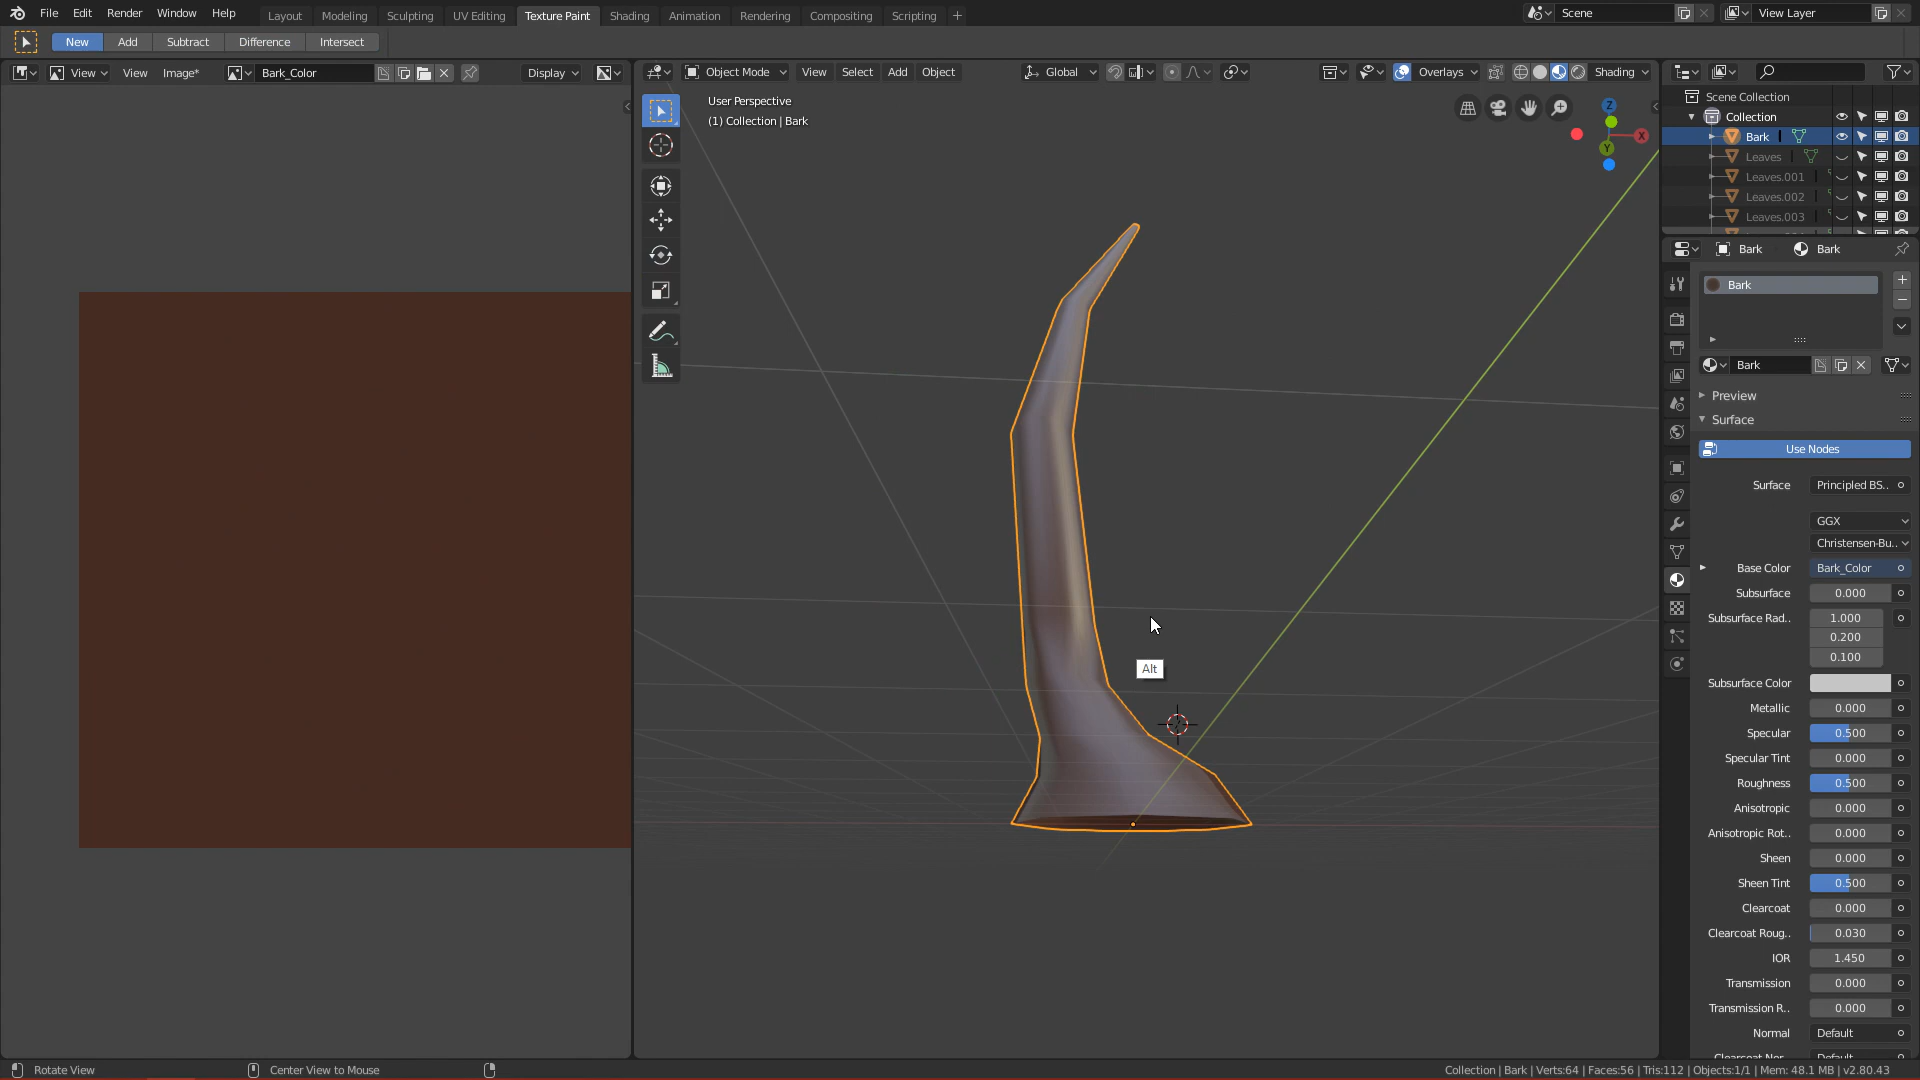 File Edit Render Window Help Layout Modeling Sculpting UV Editing Texture Paint Shading Animation Rendering Compositing Scripting + Scene View Layer
New Add Subtract Difference Intersect
View View Image* Bark_Color Display
Object Mode View Select Add Object Global Overlays Shading
User Perspective
(1) Collection | Bark
Z
X
Y
Alt
Scene Collection
Collection
Bark
Leaves
Leaves.001
Leaves.002
Leaves.003
Bark Bark
Bark
Bark
Preview
Surface
Use Nodes
Surface Principled BS..
GGX
Christensen-Bu..
Base Color Bark_Color
Subsurface 0.000
Subsurface Rad.. 1.000
0.200
0.100
Subsurface Color
Metallic 0.000
Specular 0.500
Specular Tint 0.000
Roughness 0.500
Anisotropic 0.000
Anisotropic Rot.. 0.000
Sheen 0.000
Sheen Tint 0.500
Clearcoat 0.000
Clearcoat Roug.. 0.030
IOR 1.450
Transmission 0.000
Transmission R.. 0.000
Normal Default
Clearcoat Nor.. Default
Rotate View Center View to Mouse Collection | Bark | Verts:64 | Faces:56 | Tris:112 | Objects:1/1 | Mem: 48.1 MB | v2.80.43